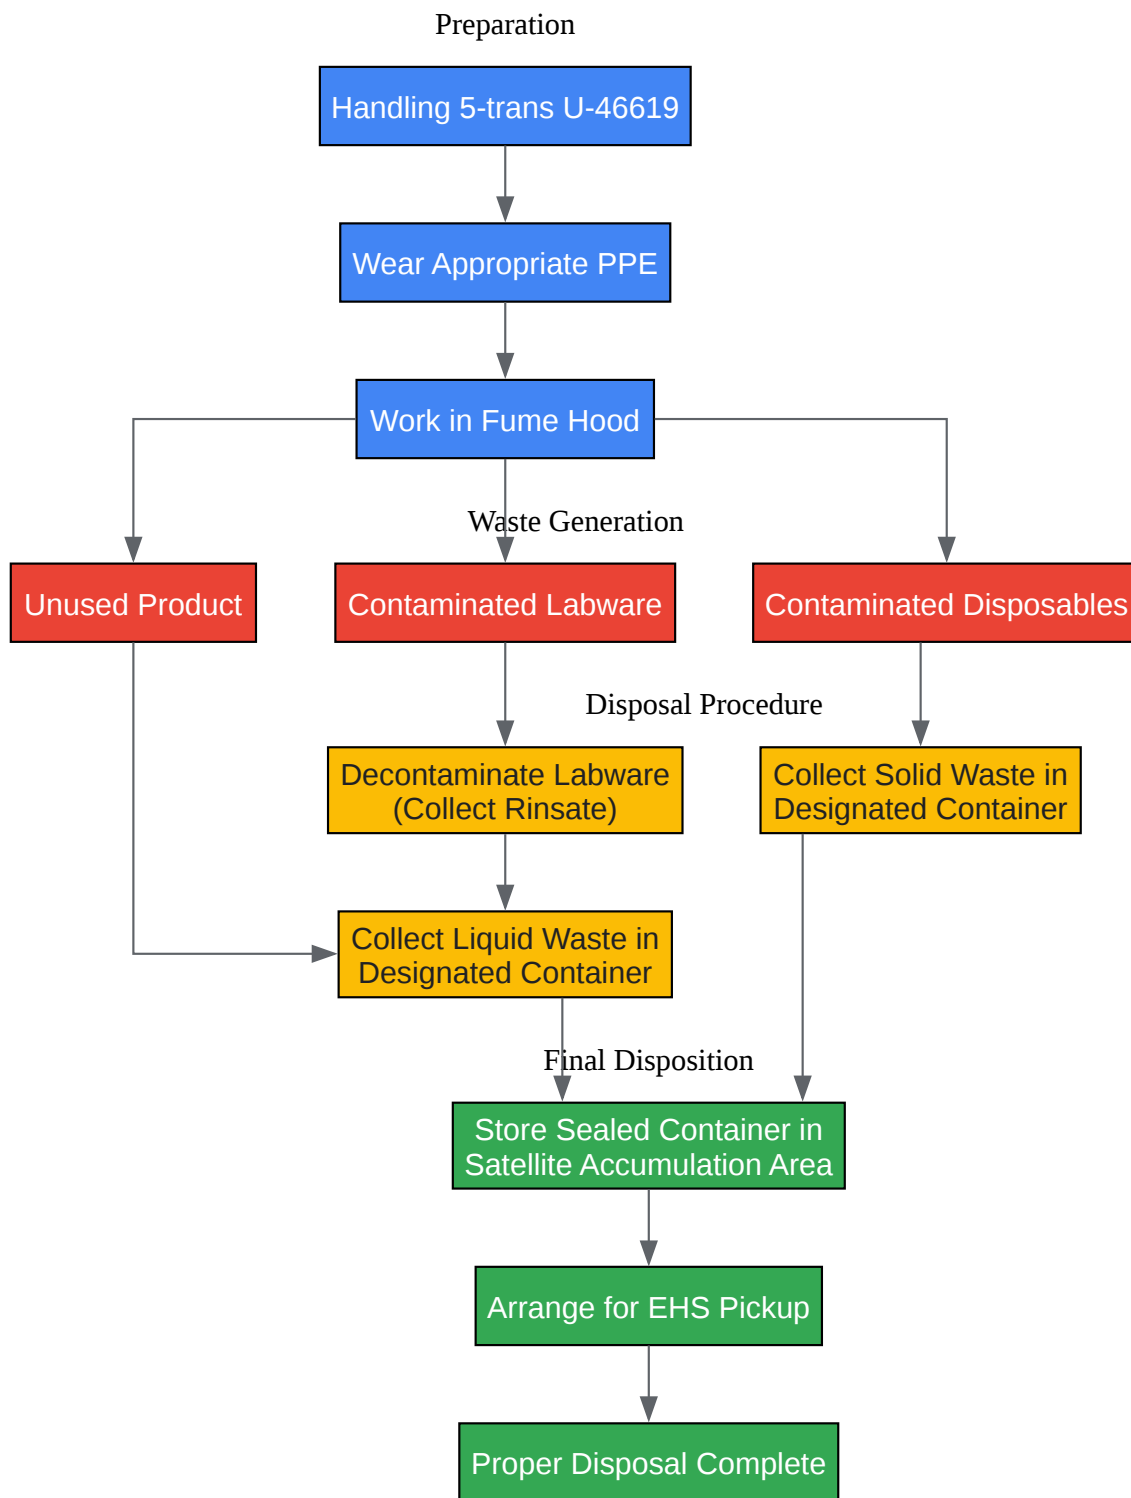 Preparation
Handling 5-trans U-46619
Wear Appropriate PPE
Work in Fume Hood
Waste Generation
Unused Product
Contaminated Labware
Contaminated Disposables
Disposal Procedure
Decontaminate Labware
(Collect Rinsate)
Collect Solid Waste in
Designated Container
Collect Liquid Waste in
Designated Container
Final Disposition
Store Sealed Container in
Satellite Accumulation Area
Arrange for EHS Pickup
Proper Disposal Complete